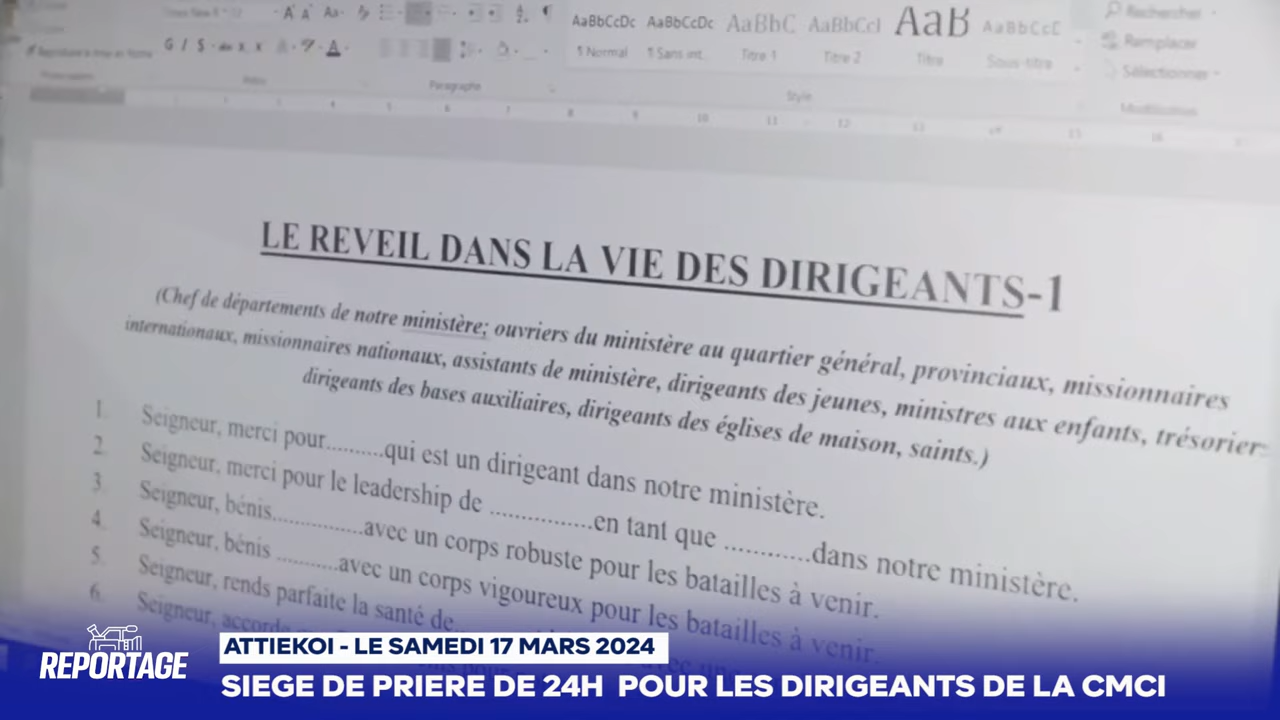 AaBbCcDc AaBbCcDc AaBbC AaBbCcI AaB AaBbCcC
Rechercher
Remplacer
Sélectionner
¶ Normal ¶ Sans int... Titre 1 Titre 2 Titre Sous-titre
G I S
Paragraphe
Style
Modification
LE REVEIL DANS LA VIE DES DIRIGEANTS-1
(Chef de départements de notre ministère; ouvriers du ministère au quartier général, provinciaux, missionnaires
internationaux, missionnaires nationaux, assistants de ministère, dirigeants des jeunes, ministres aux enfants, trésoriers
dirigeants des bases auxiliaires, dirigeants des églises de maison, saints.)
1. Seigneur, merci pour.........qui est un dirigeant dans notre ministère.
2. Seigneur, merci pour le leadership de ................en tant que ............dans notre ministère.
3. Seigneur, bénis..............avec un corps robuste pour les batailles à venir.
4. Seigneur, bénis ..........avec un corps vigoureux pour les batailles à venir.
5. Seigneur, rends parfaite la santé de
6. Seigneur, accorde
REPORTAGE
ATTIEKOI - LE SAMEDI 17 MARS 2024
SIEGE DE PRIERE DE 24H POUR LES DIRIGEANTS DE LA CMCI